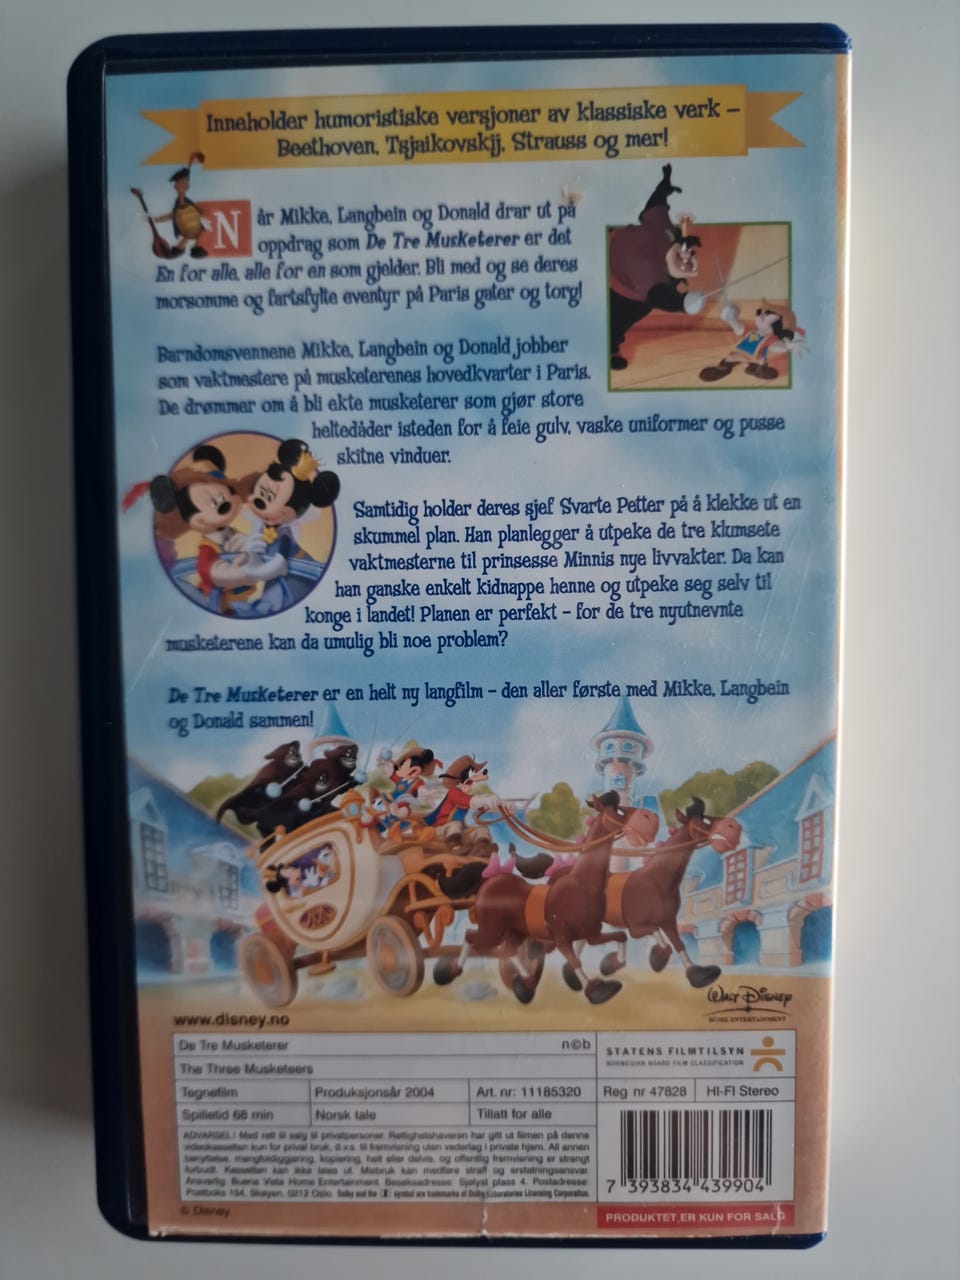 Inneholder humoristiske versjoner av klassiske verk –
Beethoven, Tsjaikovskij, Strauss og mer!
Når Mikke, Langbein og Donald drar ut på
oppdrag som De Tre Musketerer er det
En for alle, alle for en som gjelder. Bli med og se deres
morsomme og fartsfylte eventyr på Paris gater og torg!
Barndomsvennene Mikke, Langbein og Donald jobber
som vaktmestere på musketerenes hovedkvarter i Paris.
De drømmer om å bli ekte musketerer som gjør store
heltedåder isteden for å feie gulv, vaske uniformer og pusse
skitne vinduer.
Samtidig holder deres sjef Svarte Petter på å klekke ut en
skummel plan. Han planlegger å utpeke de tre klumsete
vaktmesterne til prinsesse Minnis nye livvakter. Da kan
han ganske enkelt kidnappe henne og utpeke seg selv til
konge i landet! Planen er perfekt – for de tre nyutnevnte
musketerene kan da umulig bli noe problem?
De Tre Musketerer er en helt ny langfilm – den aller første med Mikke, Langbein
og Donald sammen!
Walt Disney
HOME ENTERTAINMENT
www.disney.no
De Tre Musketerer n©b
The Three Musketeers
STATENS FILMTILSYN
NORWEGIAN BOARD FILM CLASSIFICATION
Tegnefilm Produksjonsår 2004 Art. nr: 11185320 Reg nr 47828 HI-FI Stereo
Spilletid 66 min Norsk tale Tillatt for alle
ADVARSEL! Med rett til salg til privatpersoner. Rettighetshaveren har gitt ut filmen på denne
videokassetten kun for privat bruk, d.v.s. til fremvisning uten vederlag i private hjem. All annen
benyttelse, mangfoldiggjøring, kopiering, helt eller delvis, og offentlig fremvisning er strengt
forbudt. Kassetten kan ikke leies ut. Misbruk kan medføre straff og erstatningsansvar.
Ansvarlig: Buena Vista Home Entertainment. Besøksadresse: Sjølyst plass 4. Postadresse:
Postboks 154, Skøyen, 0212 Oslo. Dolby and the symbol are trademarks of Dolby Laboratories Licensing Corporation.
7 393834 439904
© Disney.
PRODUKTET ER KUN FOR SALG